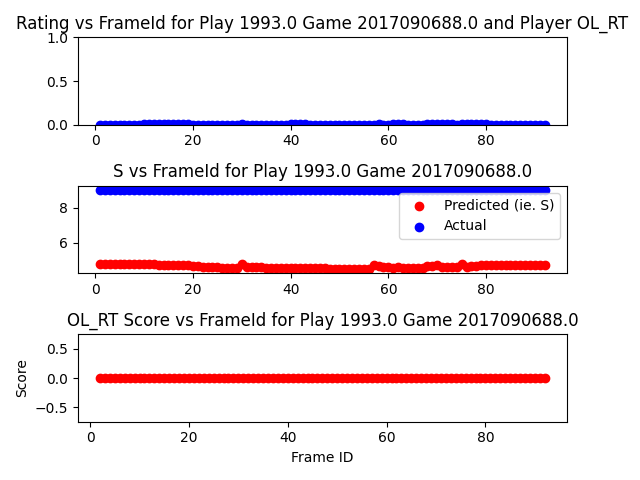 Rating vs FrameId for Play 1993.0 Game 2017090688.0 and Player OL_RT
1.0
0.5
0.0
0 20 40 60 80
S vs FrameId for Play 1993.0 Game 2017090688.0
8
6
Predicted (ie. S)
Actual
0 20 40 60 80
OL_RT Score vs FrameId for Play 1993.0 Game 2017090688.0
0.5
0.0
−0.5
Score
0 20 40 60 80
Frame ID